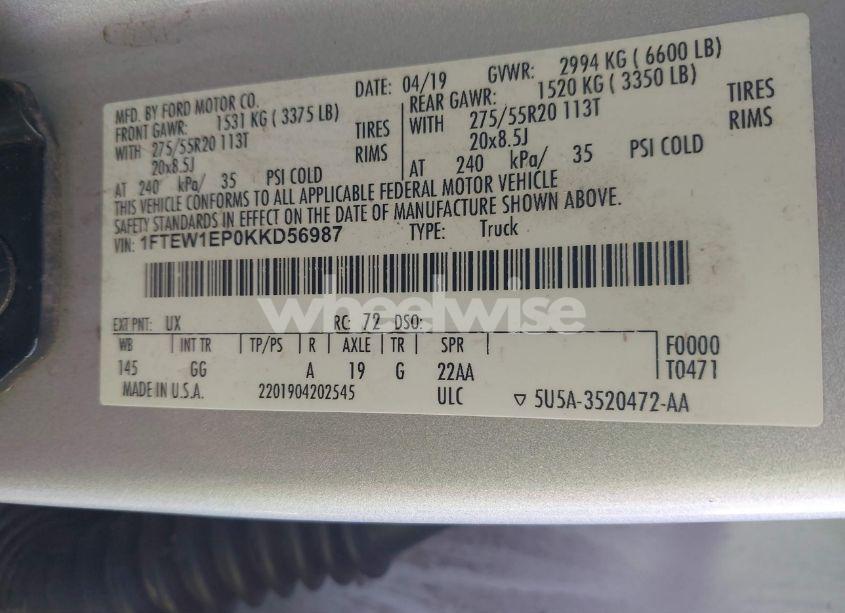 MFD. BY FORD MOTOR CO. DATE: 04/19 GVWR: 2994 KG ( 6600 LB)
FRONT GAWR: 1531 KG ( 3375 LB) REAR GAWR: 1520 KG ( 3350 LB)
WITH 275/55R20 113T TIRES WITH 275/55R20 113T TIRES
20x8.5J RIMS 20x8.5J RIMS
AT 240 kPa/ 35 PSI COLD AT 240 kPa/ 35 PSI COLD
THIS VEHICLE CONFORMS TO ALL APPLICABLE FEDERAL MOTOR VEHICLE
SAFETY STANDARDS IN EFFECT ON THE DATE OF MANUFACTURE SHOWN ABOVE.
VIN: 1FTEW1EP0KKD56987 TYPE: Truck
wheelwise
EXT PNT: UX RC: 72 DSO:
WB INT TR TP/PS R AXLE TR SPR F0000
145 GG A 19 G 22AA T0471
MADE IN U.S.A. 2201904202545 ULC ▽ 5U5A-3520472-AA